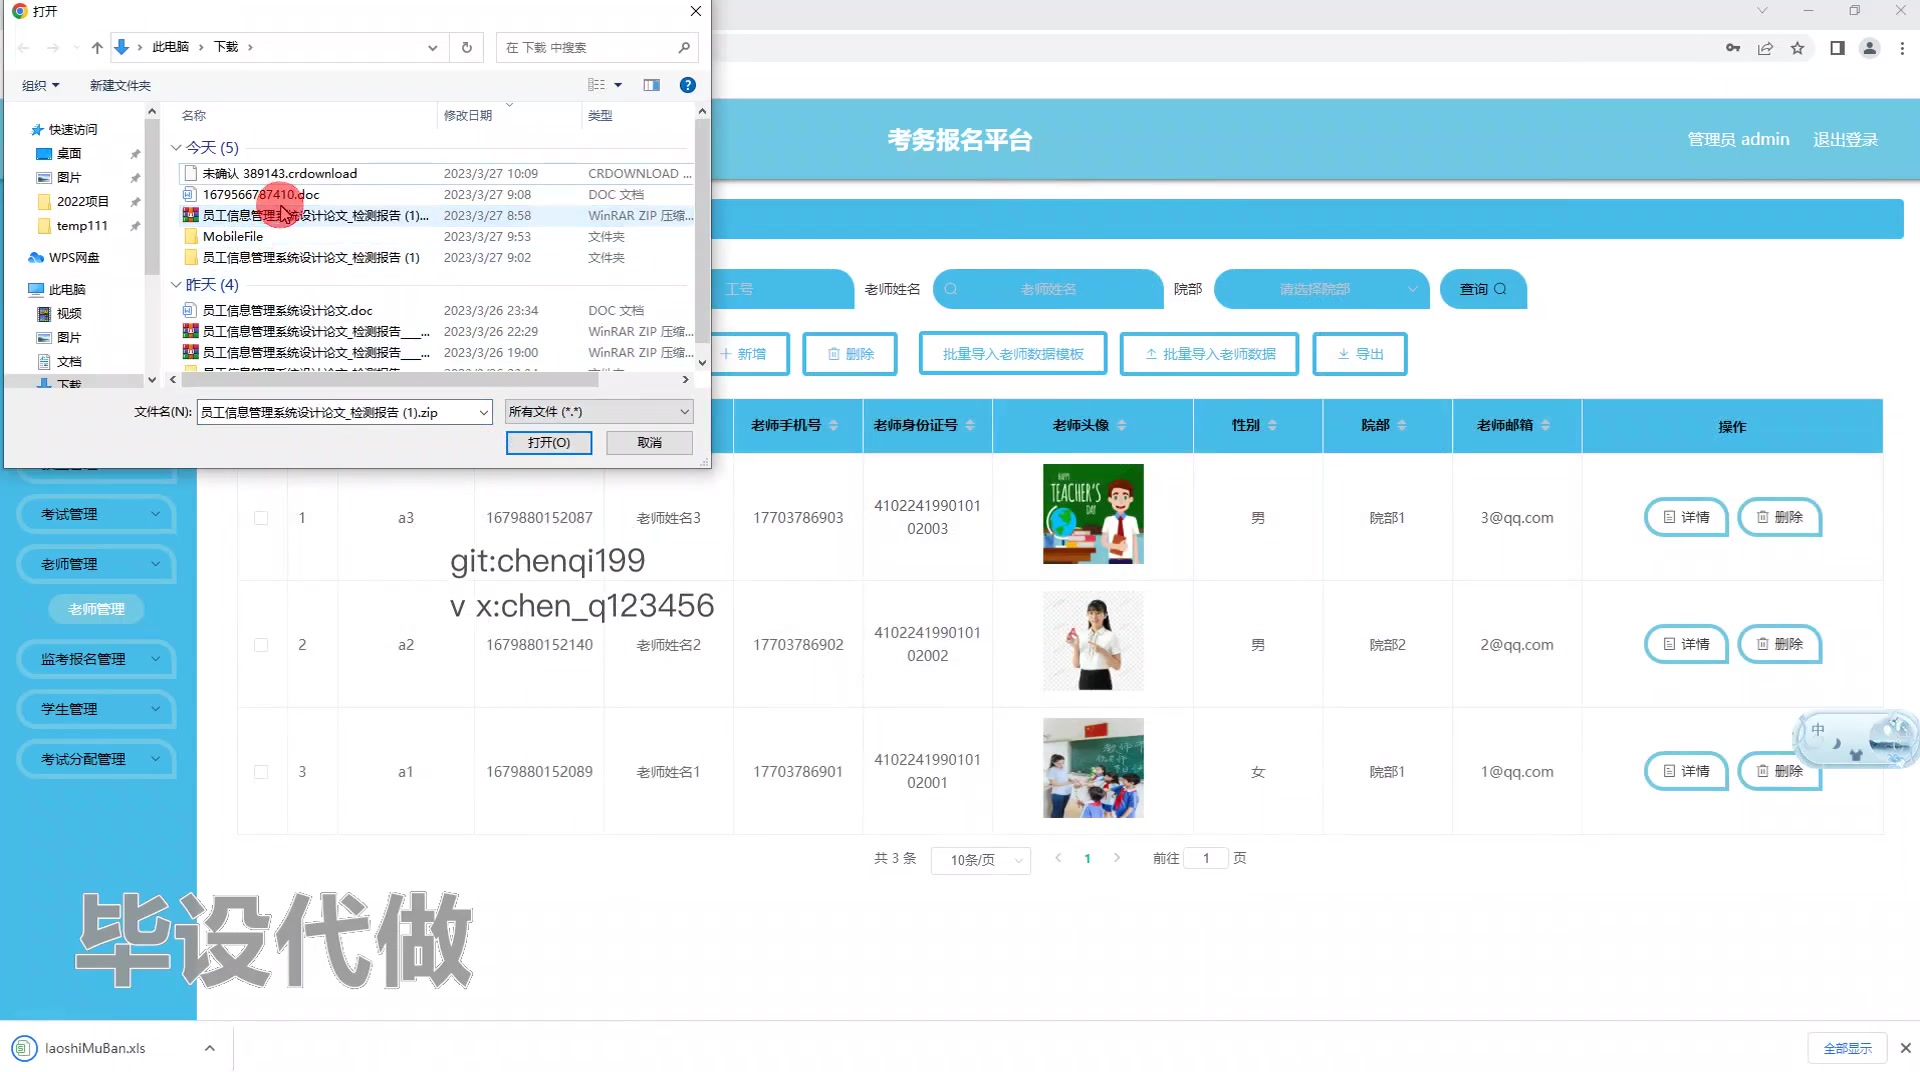 打开
此电脑 下载
在 下载 中搜索
组织 新建文件夹
名称 修改日期 类型
快速访问
桌面
图片
2022项目
temp111
WPS网盘
此电脑
视频
图片
文档
下载
今天 (5)
未确认 389143.crdownload 2023/3/27 10:09 CRDOWNLOAD ...
1679566787410.doc 2023/3/27 9:08 DOC 文档
员工信息管理系统设计论文_检测报告 (1)... 2023/3/27 8:58 WinRAR ZIP 压缩...
MobileFile 2023/3/27 9:53 文件夹
员工信息管理系统设计论文_检测报告 (1) 2023/3/27 9:02 文件夹
昨天 (4)
员工信息管理系统设计论文.doc 2023/3/26 23:34 DOC 文档
员工信息管理系统设计论文_检测报告___... 2023/3/26 22:29 WinRAR ZIP 压缩...
员工信息管理系统设计论文_检测报告___... 2023/3/26 19:00 WinRAR ZIP 压缩...
文件名(N): 员工信息管理系统设计论文_检测报告 (1).zip 所有文件 (*.*)
打开(O) 取消
考务报名平台
管理员 admin 退出登录
工号 老师姓名 老师姓名 院部 请选择院部 查询
新增 删除 批量导入老师数据模板 批量导入老师数据 导出
老师手机号 老师身份证号 老师头像 性别 院部 老师邮箱 操作
考试管理
老师管理
老师管理
监考报名管理
学生管理
考试分配管理
1 a3 1679880152087 老师姓名3 17703786903 410224199010102003 男 院部1 3@qq.com 详情 删除
HAPPY TEACHER'S DAY
git:chenqi199
v x:chen_q123456
2 a2 1679880152140 老师姓名2 17703786902 410224199010102002 男 院部2 2@qq.com 详情 删除
中
3 a1 1679880152089 老师姓名1 17703786901 410224199010102001 女 院部1 1@qq.com 详情 删除
共 3 条 10条/页 1 前往 1 页
毕设代做
laoshiMuBan.xls
全部显示